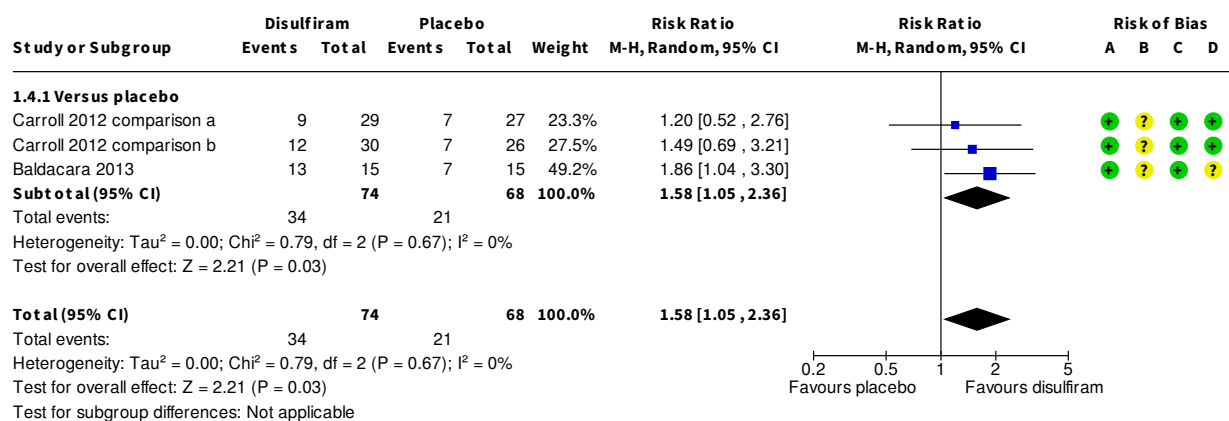 Disulfiram Placebo Risk Ratio Risk Ratio Risk of Bias
Study or Subgroup Events Total Events Total Weight M-H, Random, 95% CI M-H, Random, 95% CI A B C D
1.4.1 Versus placebo
Carroll 2012 comparison a 9 29 7 27 23.3% 1.20 [0.52 , 2.76] + ? + +
Carroll 2012 comparison b 12 30 7 26 27.5% 1.49 [0.69 , 3.21] + ? + +
Baldacara 2013 13 15 7 15 49.2% 1.86 [1.04 , 3.30] + ? + ?
Subtotal (95% CI) 74 68 100.0% 1.58 [1.05 , 2.36]
Total events: 34 21
Heterogeneity: Tau² = 0.00; Chi² = 0.79, df = 2 (P = 0.67); I² = 0%
Test for overall effect: Z = 2.21 (P = 0.03)
Total (95% CI) 74 68 100.0% 1.58 [1.05 , 2.36]
Total events: 34 21
Heterogeneity: Tau² = 0.00; Chi² = 0.79, df = 2 (P = 0.67); I² = 0%
0.2 0.5 1 2 5
Test for overall effect: Z = 2.21 (P = 0.03) Favours placebo Favours disulfiram
Test for subgroup differences: Not applicable